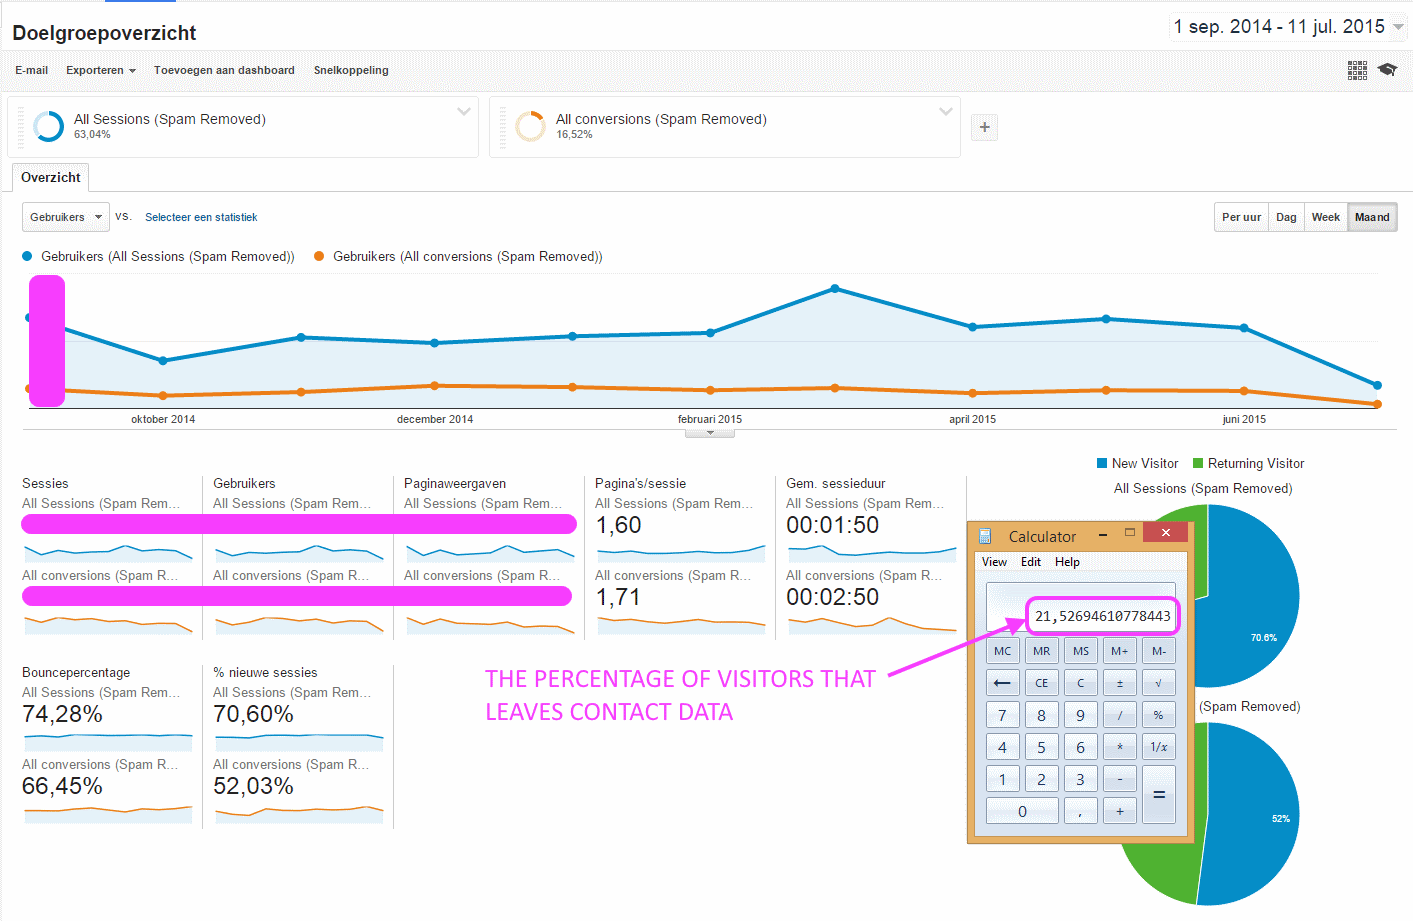 Doelgroepoverzicht
1 sep. 2014 - 11 jul. 2015
E-mail Exporteren Toevoegen aan dashboard Snelkoppeling
All Sessions (Spam Removed)
63,04%
All conversions (Spam Removed)
16,52%
+
Overzicht
Gebruikers vs. Selecteer een statistiek
Per uur Dag Week Maand
Gebruikers (All Sessions (Spam Removed)) Gebruikers (All conversions (Spam Removed))
oktober 2014 december 2014 februari 2015 april 2015 juni 2015
New Visitor Returning Visitor
Sessies
All Sessions (Spam Rem...
All conversions (Spam R...
Gebruikers
All Sessions (Spam Rem...
All conversions (Spam R...
Paginaweergaven
All Sessions (Spam Rem...
All conversions (Spam R...
Pagina's/sessie
All Sessions (Spam Rem...
1,60
All conversions (Spam R...
1,71
Gem. sessieduur
All Sessions (Spam Rem...
00:01:50
All conversions (Spam R...
00:02:50
Bouncepercentage
All Sessions (Spam Rem...
74,28%
All conversions (Spam R...
66,45%
% nieuwe sessies
All Sessions (Spam Rem...
70,60%
All conversions (Spam R...
52,03%
THE PERCENTAGE OF VISITORS THAT
LEAVES CONTACT DATA
All Sessions (Spam Removed)
70.6%
(Spam Removed)
52%
Calculator
View Edit Help
21,52694610778443
MC MR MS M+ M-
← CE C ± √
7 8 9 / %
4 5 6 * 1/x
1 2 3 - =
0 , +